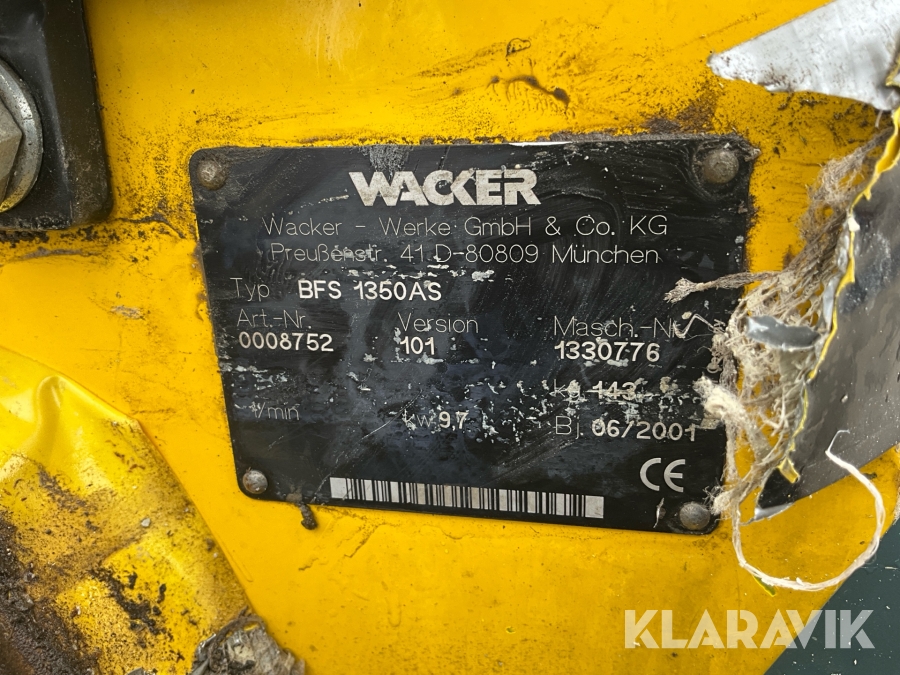 WACKER
Wacker - Werke GmbH & Co. KG
Preußenstr. 41 D-80809 München
Typ BFS 1350AS
Art.-Nr. Version Masch.-Nr.
0008752 101 1330776
kg 143
1/min kW 9,7 Bj. 06/2001
CE
KLARAVIK